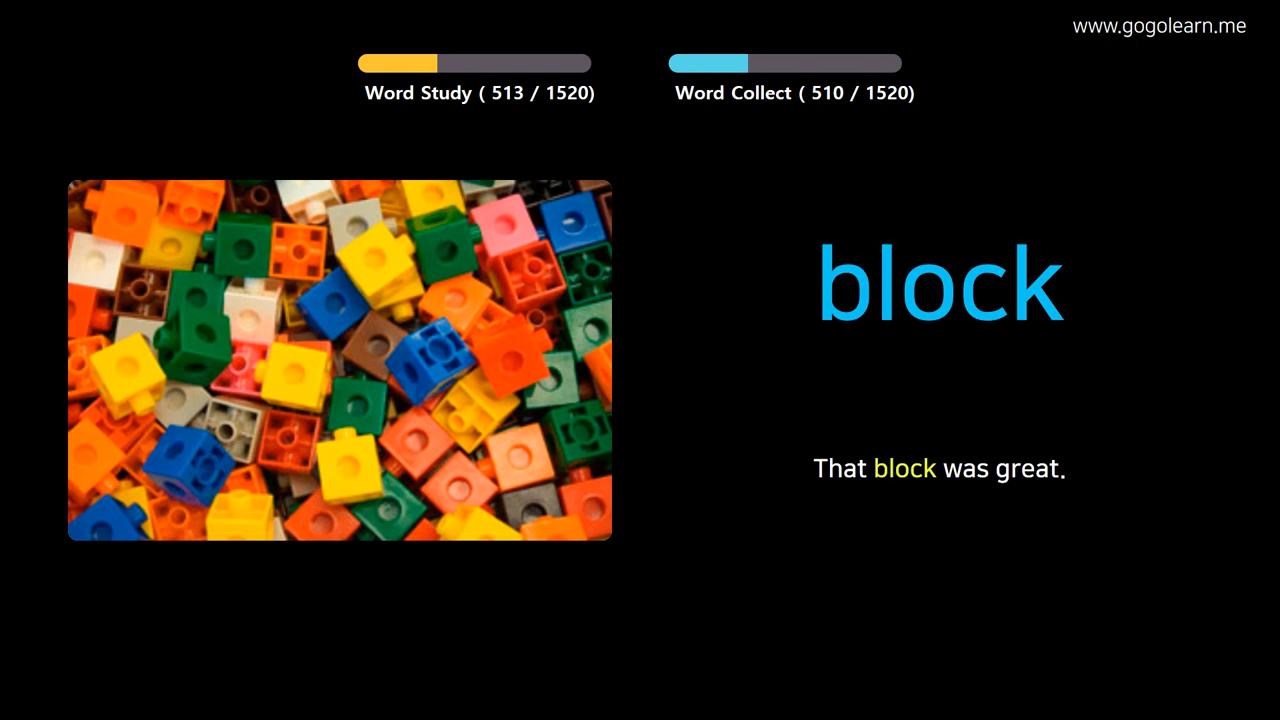 www.gogolearn.me
Word Study ( 513 / 1520)
Word Collect ( 510 / 1520)
block
That block was great.